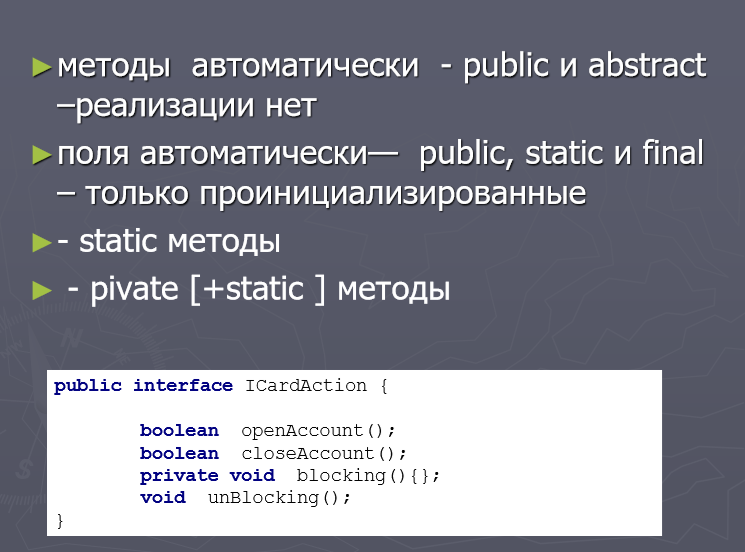 ► методы автоматически - public и abstract
–реализации нет
► поля автоматически— public, static и final
– только проинициализированные
► - static методы
► - pivate [+static ] методы
public interface ICardAction {
boolean openAccount();
boolean closeAccount();
private void blocking(){};
void unBlocking();
}